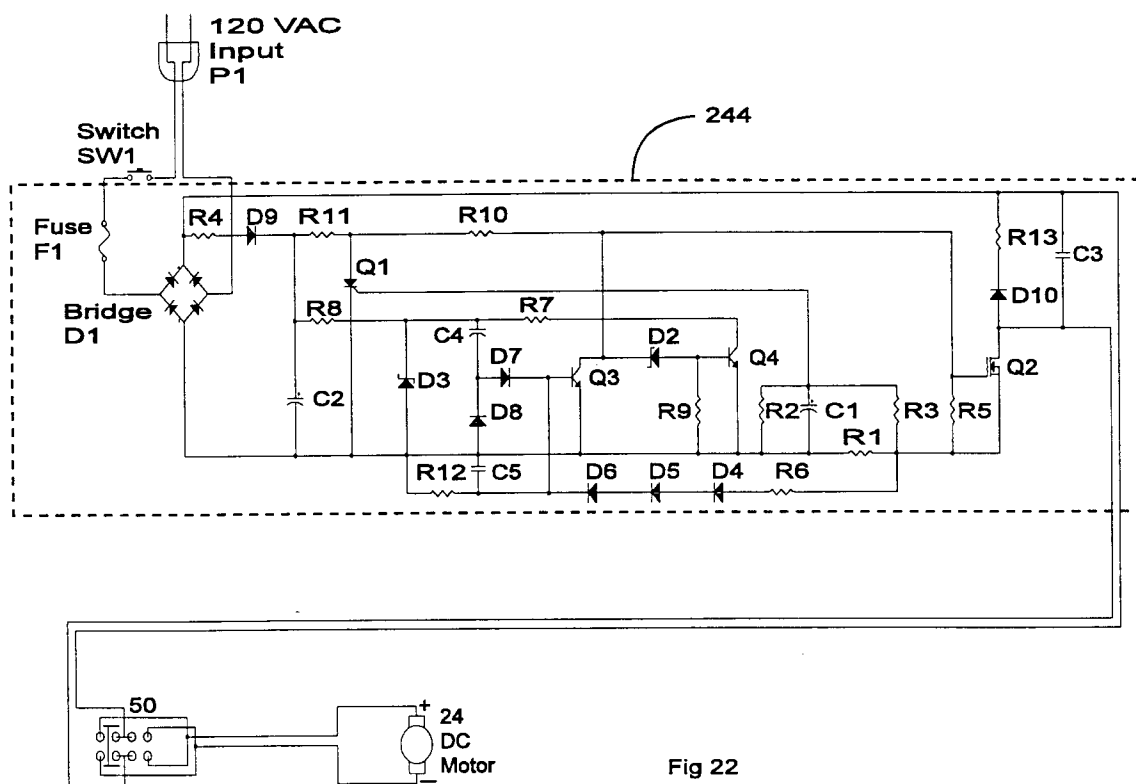 120 VAC
Input
P1
244
Switch
SW1
Fuse
F1
R4
D9
R11
R10
R13
C3
Q1
D10
Bridge
D1
R8
C4
R7
D2
Q4
Q2
D7
D3
Q3
C2
D8
R9
R2
C1
R3
R5
R1
R12
C5
D6
D5
D4
R6
50
+
24
DC
Motor
−
Fig 22